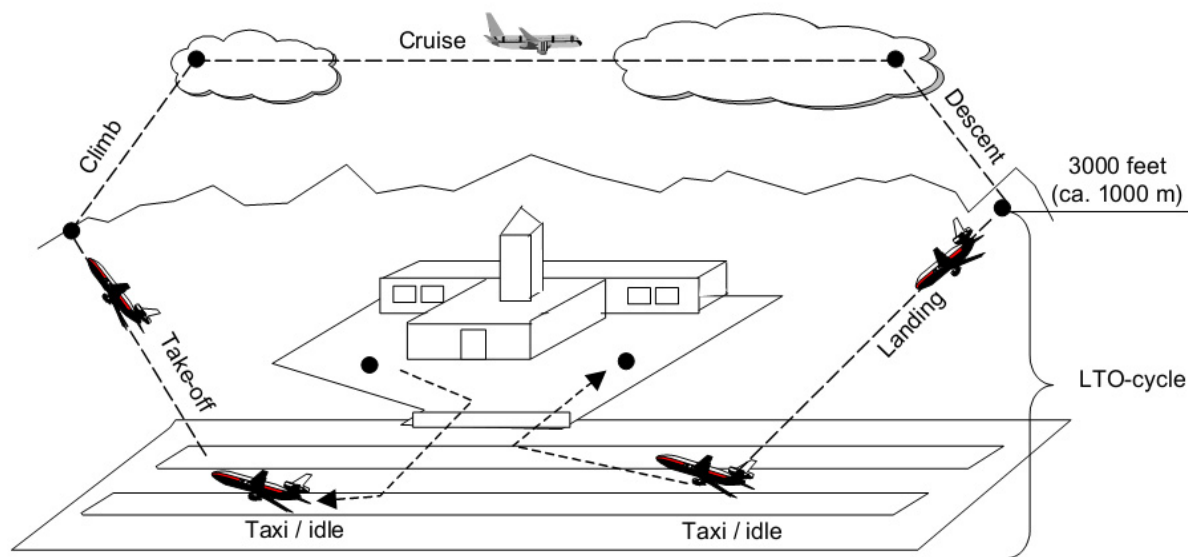 Cruise
Climb
Descent
3000 feet
(ca. 1000 m)
Take-off
Landing
LTO-cycle
Taxi / idle
Taxi / idle